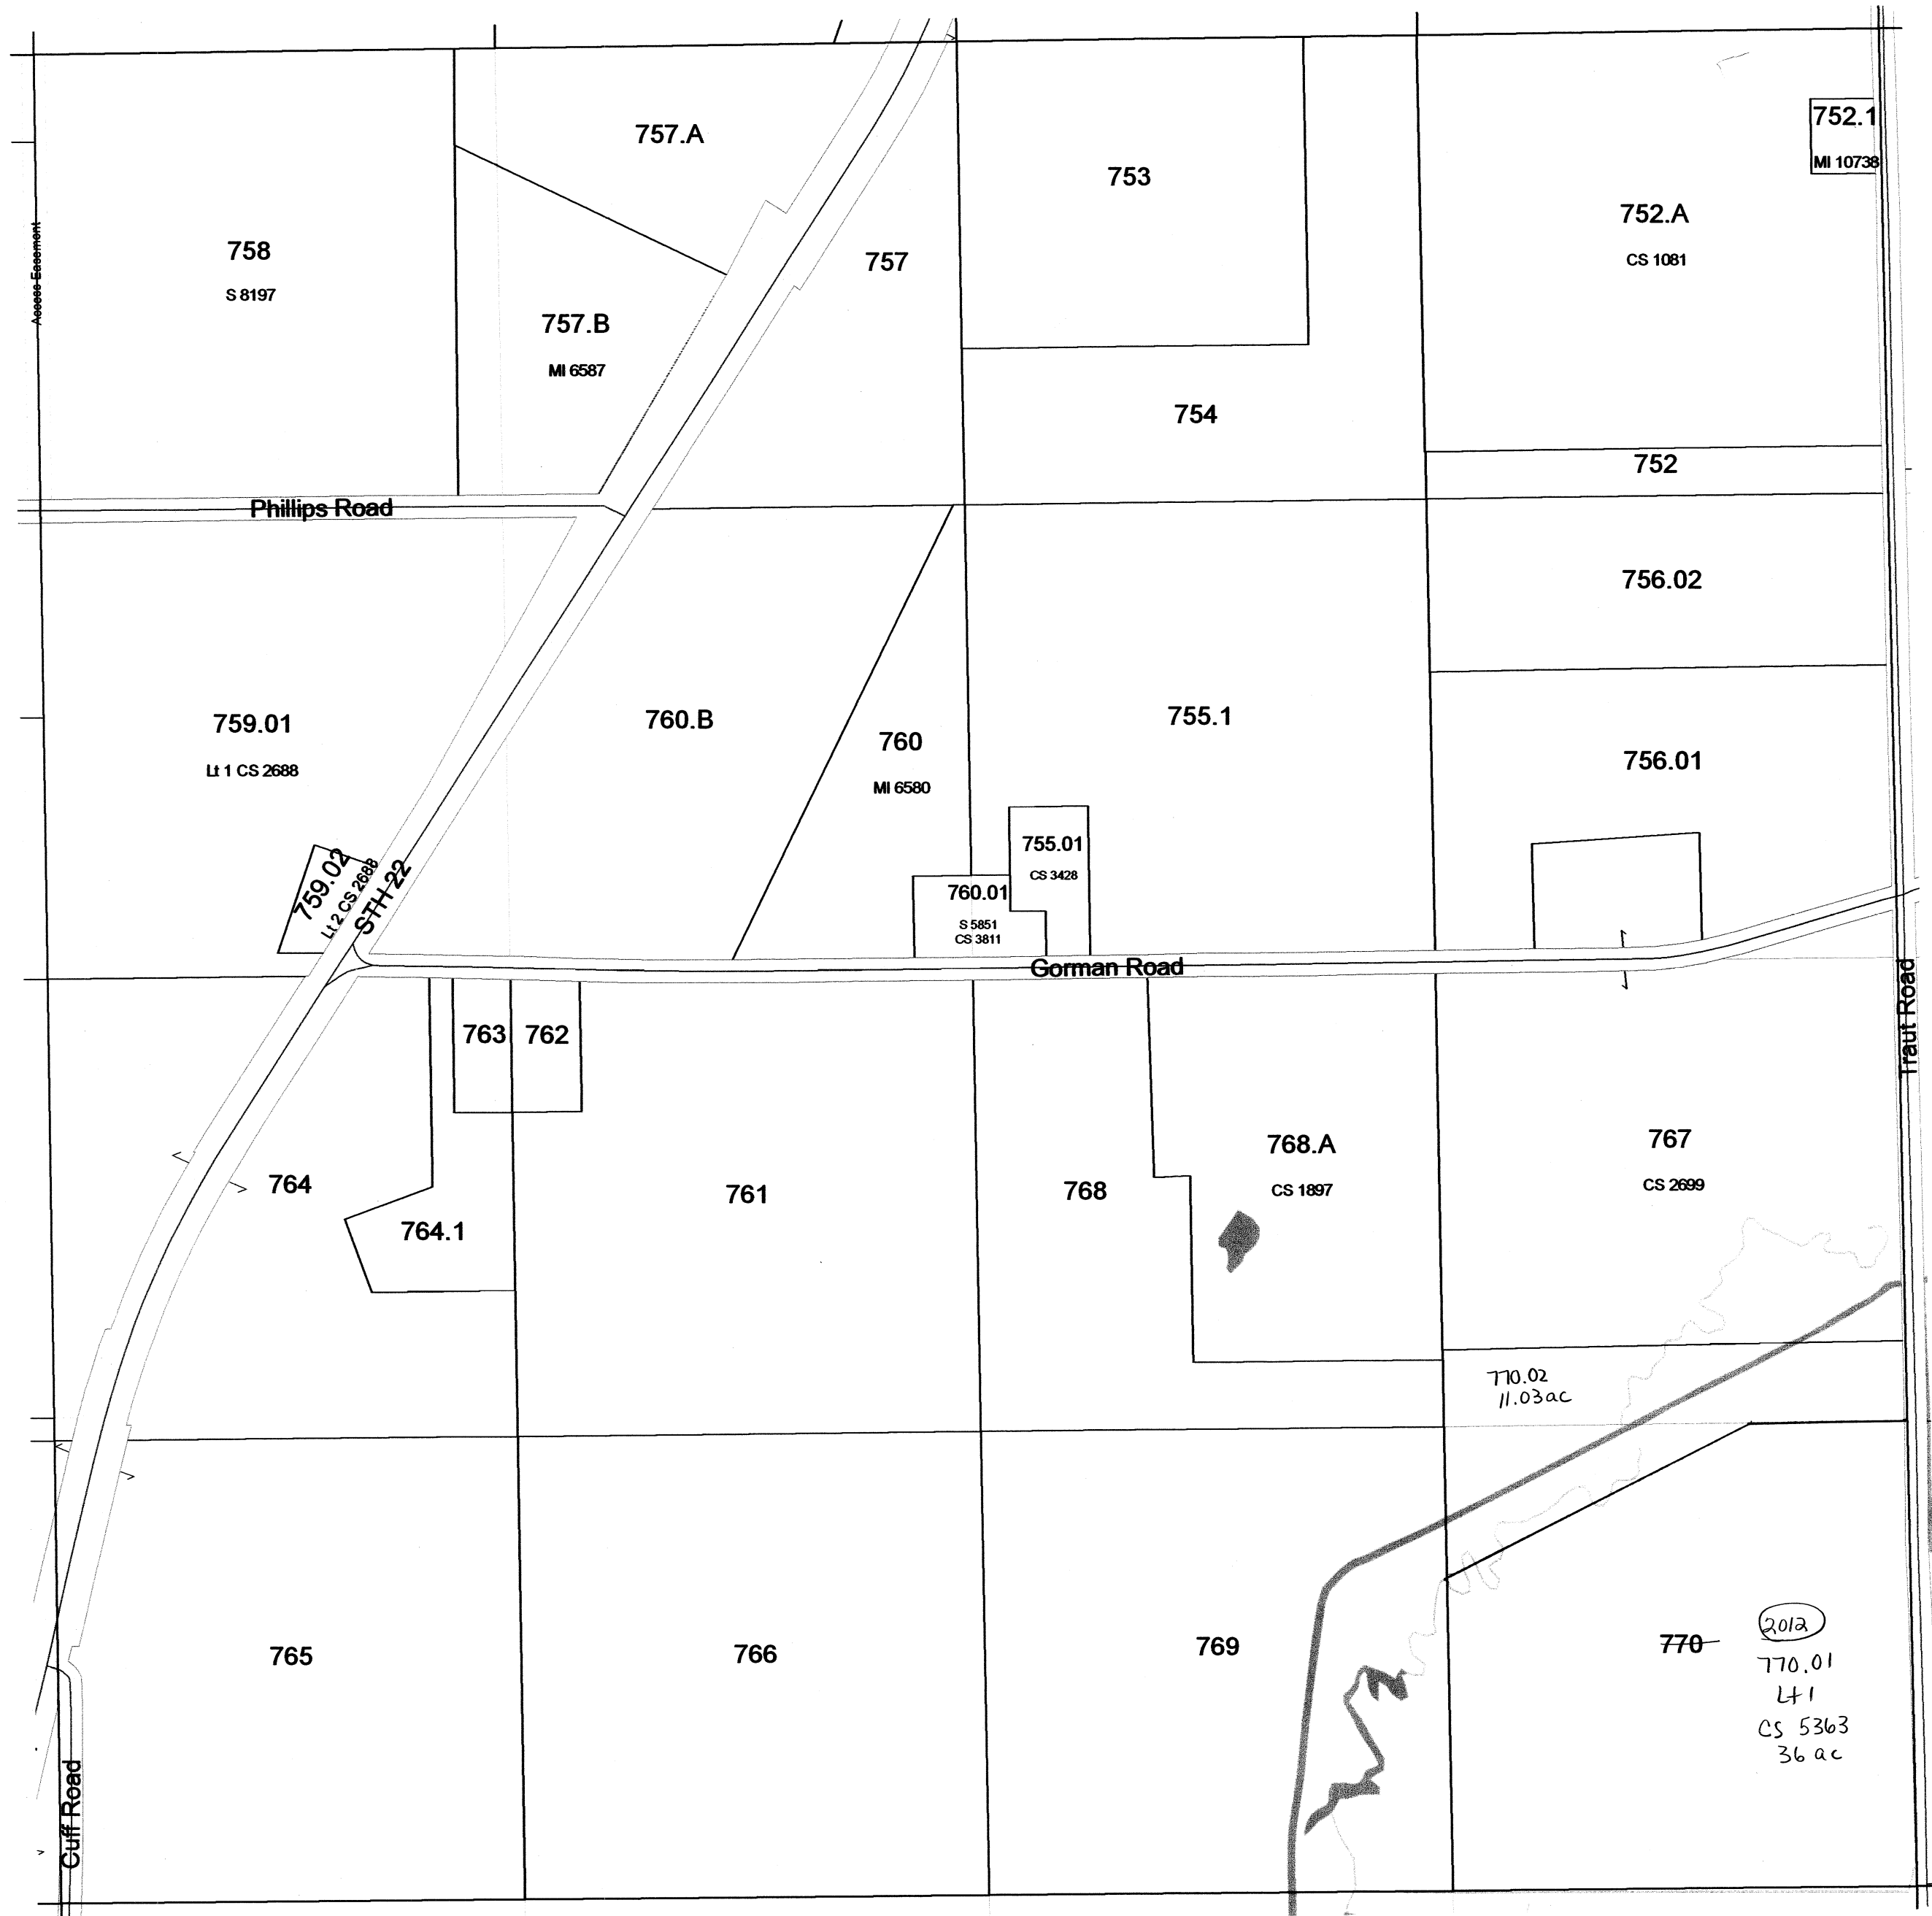 757.A
752.1
MI 10738
753
752.A
CS 1081
758
S 8197
757
Access Easement
757.B
MI 6587
754
752
Phillips Road
756.02
759.01
Lt 1 CS 2688
760.B
760
MI 6580
755.1
756.01
759.02
Lt 2 CS 2688
STH 22
755.01
CS 3428
760.01
S 5851
CS 3811
Gorman Road
Traut Road
763
762
764
764.1
761
768
768.A
CS 1897
767
CS 2699
770.02
11.03 ac
765
766
769
770
2012
770.01
Lt 1
CS 5363
36 ac
Cuff Road